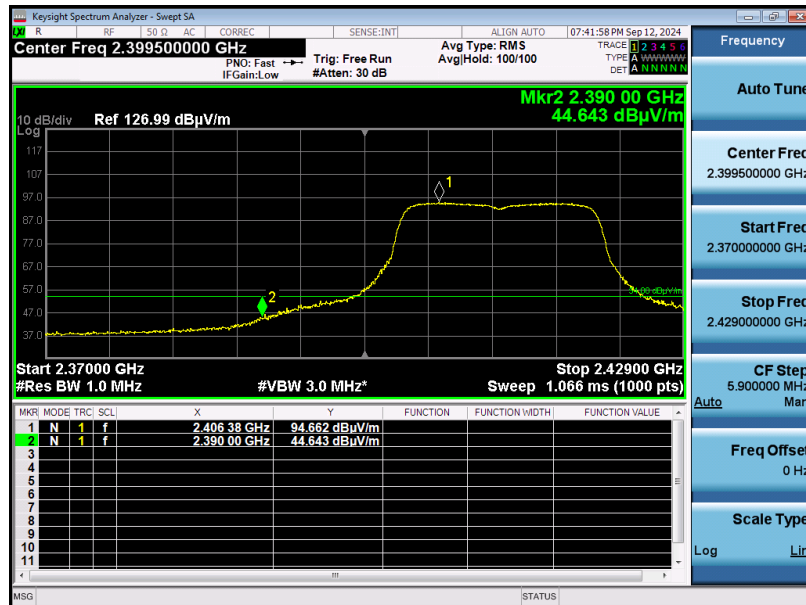 Keysight Spectrum Analyzer - Swept SA
LXI R RF 50 Ω AC CORREC SENSE:INT ALIGN AUTO 07:41:58 PM Sep 12, 2024
Center Freq 2.399500000 GHz
PNO: Fast
IFGain:Low
Trig: Free Run
#Atten: 30 dB
Avg Type: RMS
Avg|Hold: 100/100
TRACE 1 2 3 4 5 6
TYPE A WWWWW
DET A N N N N N
Mkr2 2.390 00 GHz
44.643 dBµV/m
10 dB/div Ref 126.99 dBµV/m
Log
117
107
97.0
87.0
77.0
67.0
57.0
47.0
37.0
1
2
Start 2.37000 GHz Stop 2.42900 GHz
#Res BW 1.0 MHz #VBW 3.0 MHz* Sweep 1.066 ms (1000 pts)
MKR MODE TRC SCL X Y FUNCTION FUNCTION WIDTH FUNCTION VALUE
1 N 1 f 2.406 38 GHz 94.662 dBµV/m
2 N 1 f 2.390 00 GHz 44.643 dBµV/m
3
4
5
6
7
8
9
10
11
MSG STATUS
Frequency
Auto Tune
Center Freq
2.399500000 GHz
Start Freq
2.370000000 GHz
Stop Freq
2.429000000 GHz
CF Step
5.900000 MHz
Auto Man
Freq Offset
0 Hz
Scale Type
Log Lin